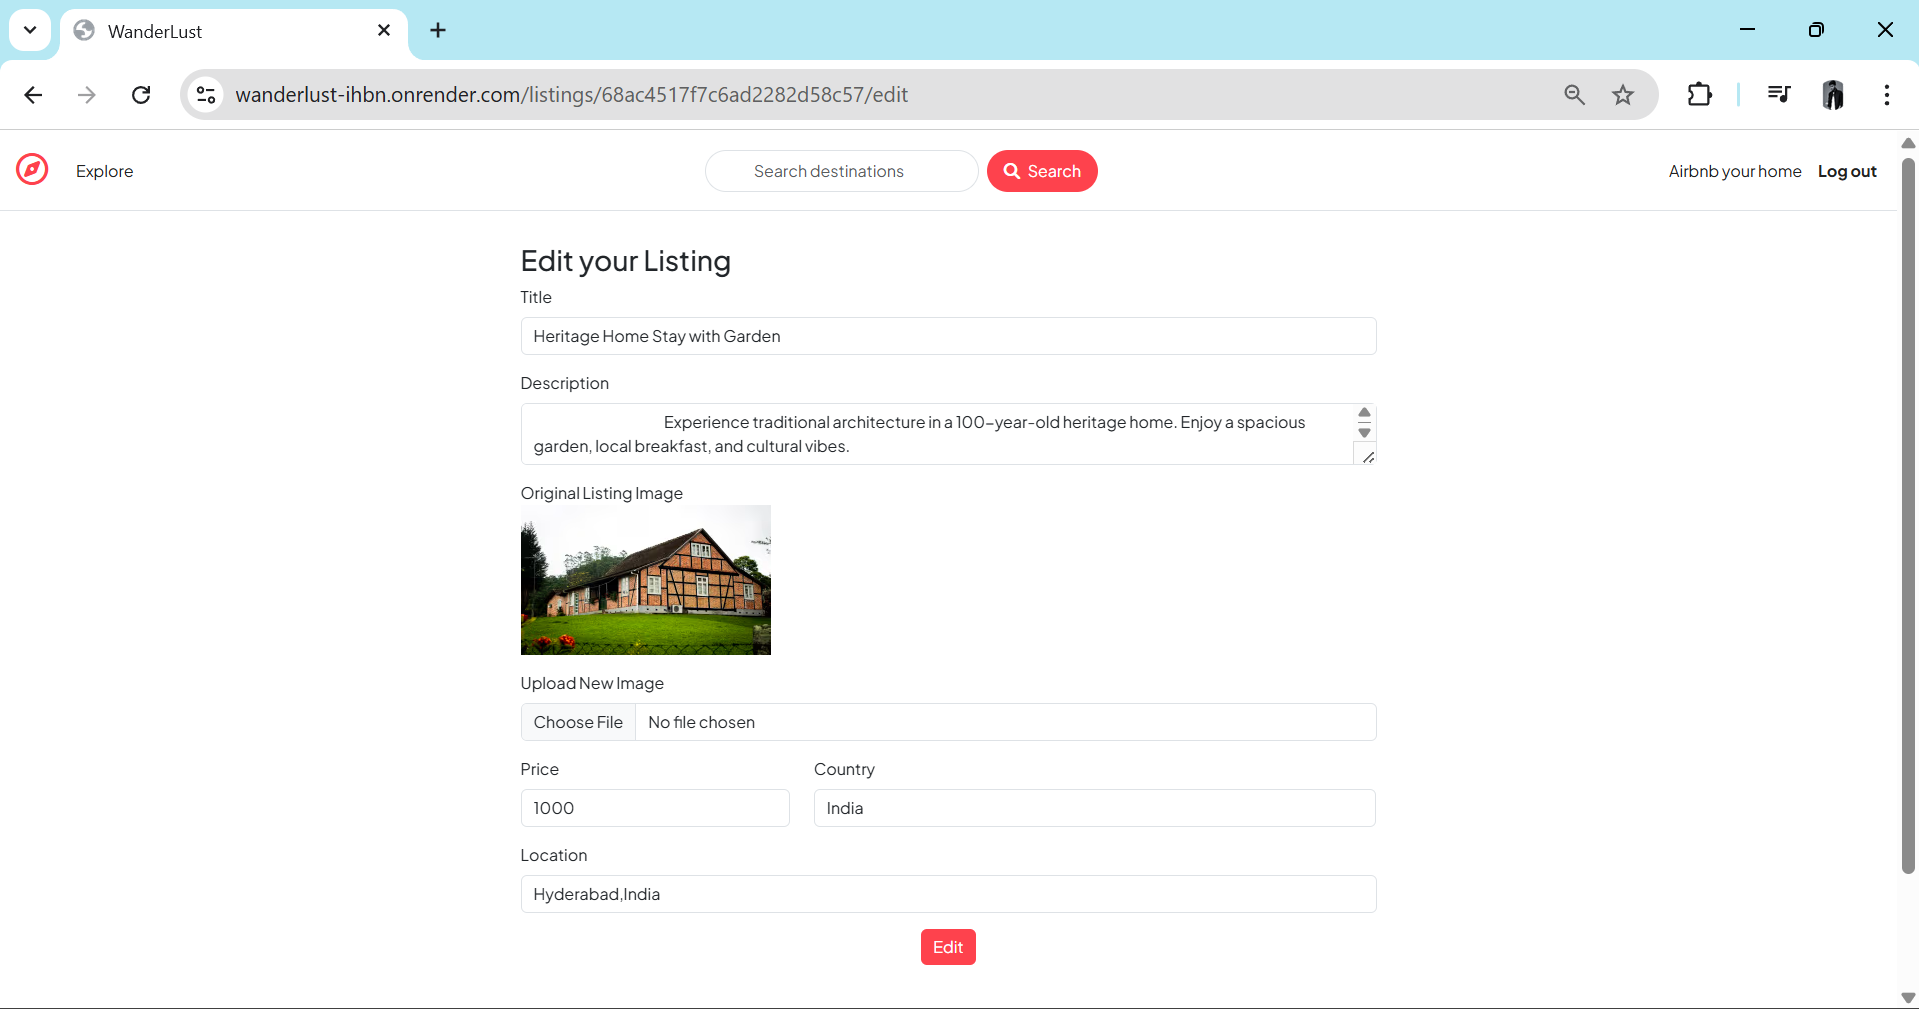 WanderLust
wanderlust-ihbn.onrender.com/listings/68ac4517f7c6ad2282d58c57/edit
Explore
Search destinations
Search
Airbnb your home
Log out
Edit your Listing
Title
Heritage Home Stay with Garden
Description
Experience traditional architecture in a 100-year-old heritage home. Enjoy a spacious
garden, local breakfast, and cultural vibes.
Original Listing Image
Upload New Image
Choose File
No file chosen
Price
Country
1000
India
Location
Hyderabad,India
Edit